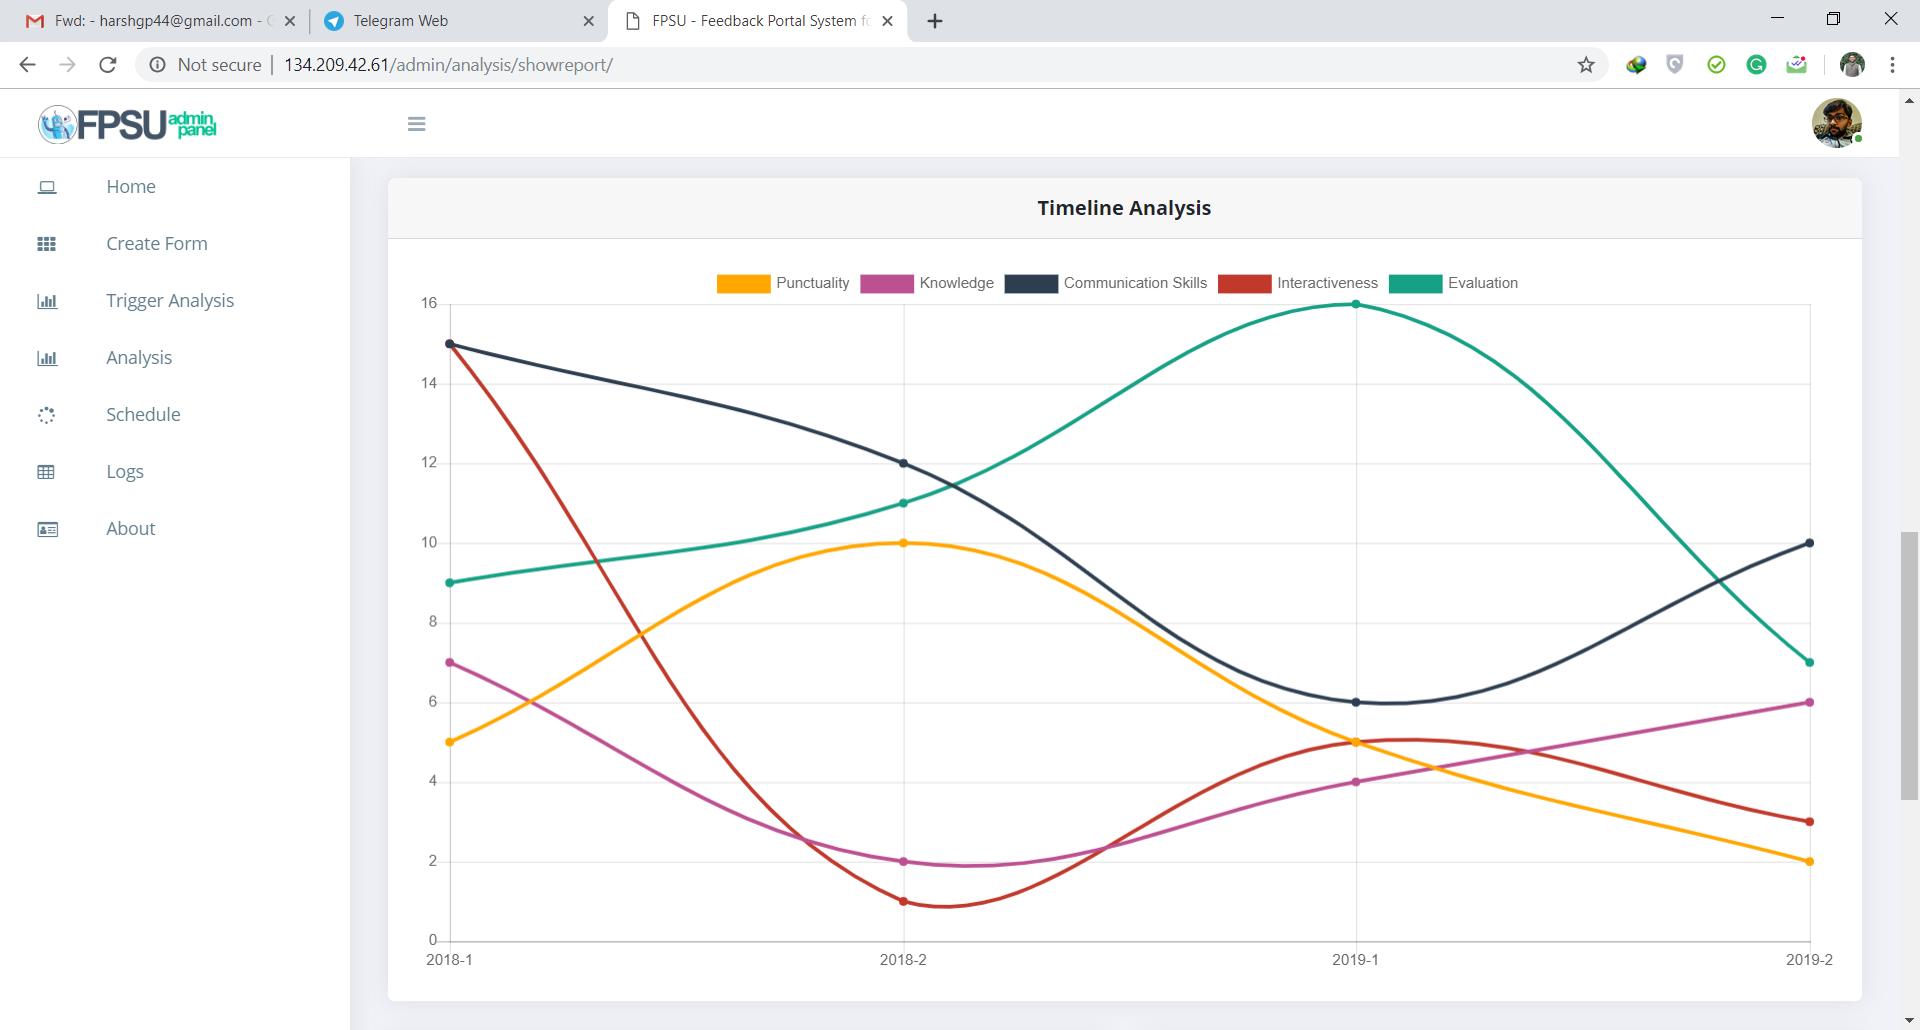 Fwd: - harshgp44@gmail.com -
Telegram Web
FPSU - Feedback Portal System fo
Not secure 134.209.42.61/admin/analysis/showreport/
FPSU admin panel
Home
Create Form
Trigger Analysis
Analysis
Schedule
Logs
About
Timeline Analysis
Punctuality Knowledge Communication Skills Interactiveness Evaluation
16
14
12
10
8
6
4
2
0
2018-1 2018-2 2019-1 2019-2